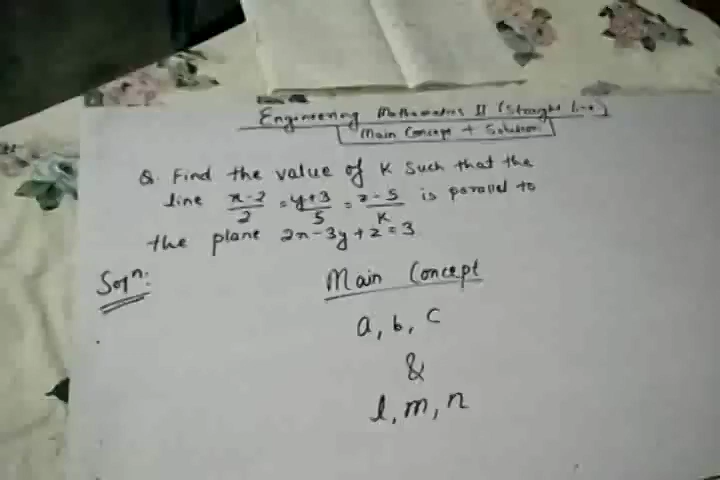 Engineering Mathematics II (Straight Line)
Main Concept + Solution
Q. Find the value of K such that the
line x-2/2 = y+3/5 = z-5/K is parallel to
the plane 2x-3y+z=3
Solⁿ:
Main Concept
a, b, c
&
l, m, n